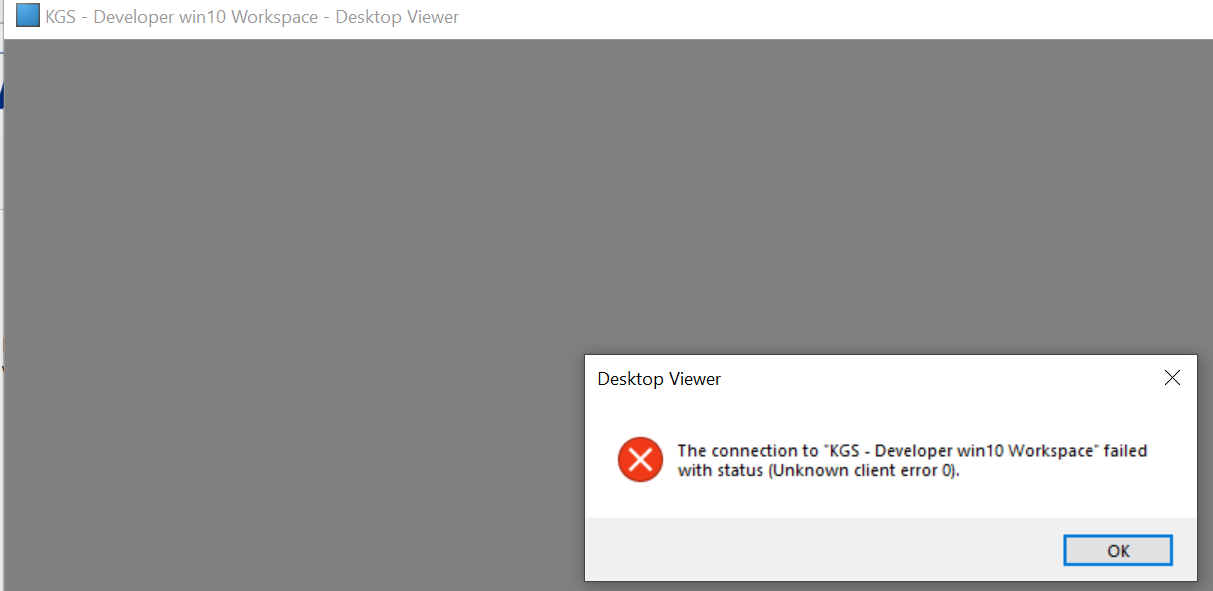 KGS - Developer win10 Workspace - Desktop Viewer
Desktop Viewer
The connection to "KGS - Developer win10 Workspace" failed
with status (Unknown client error 0).
OK